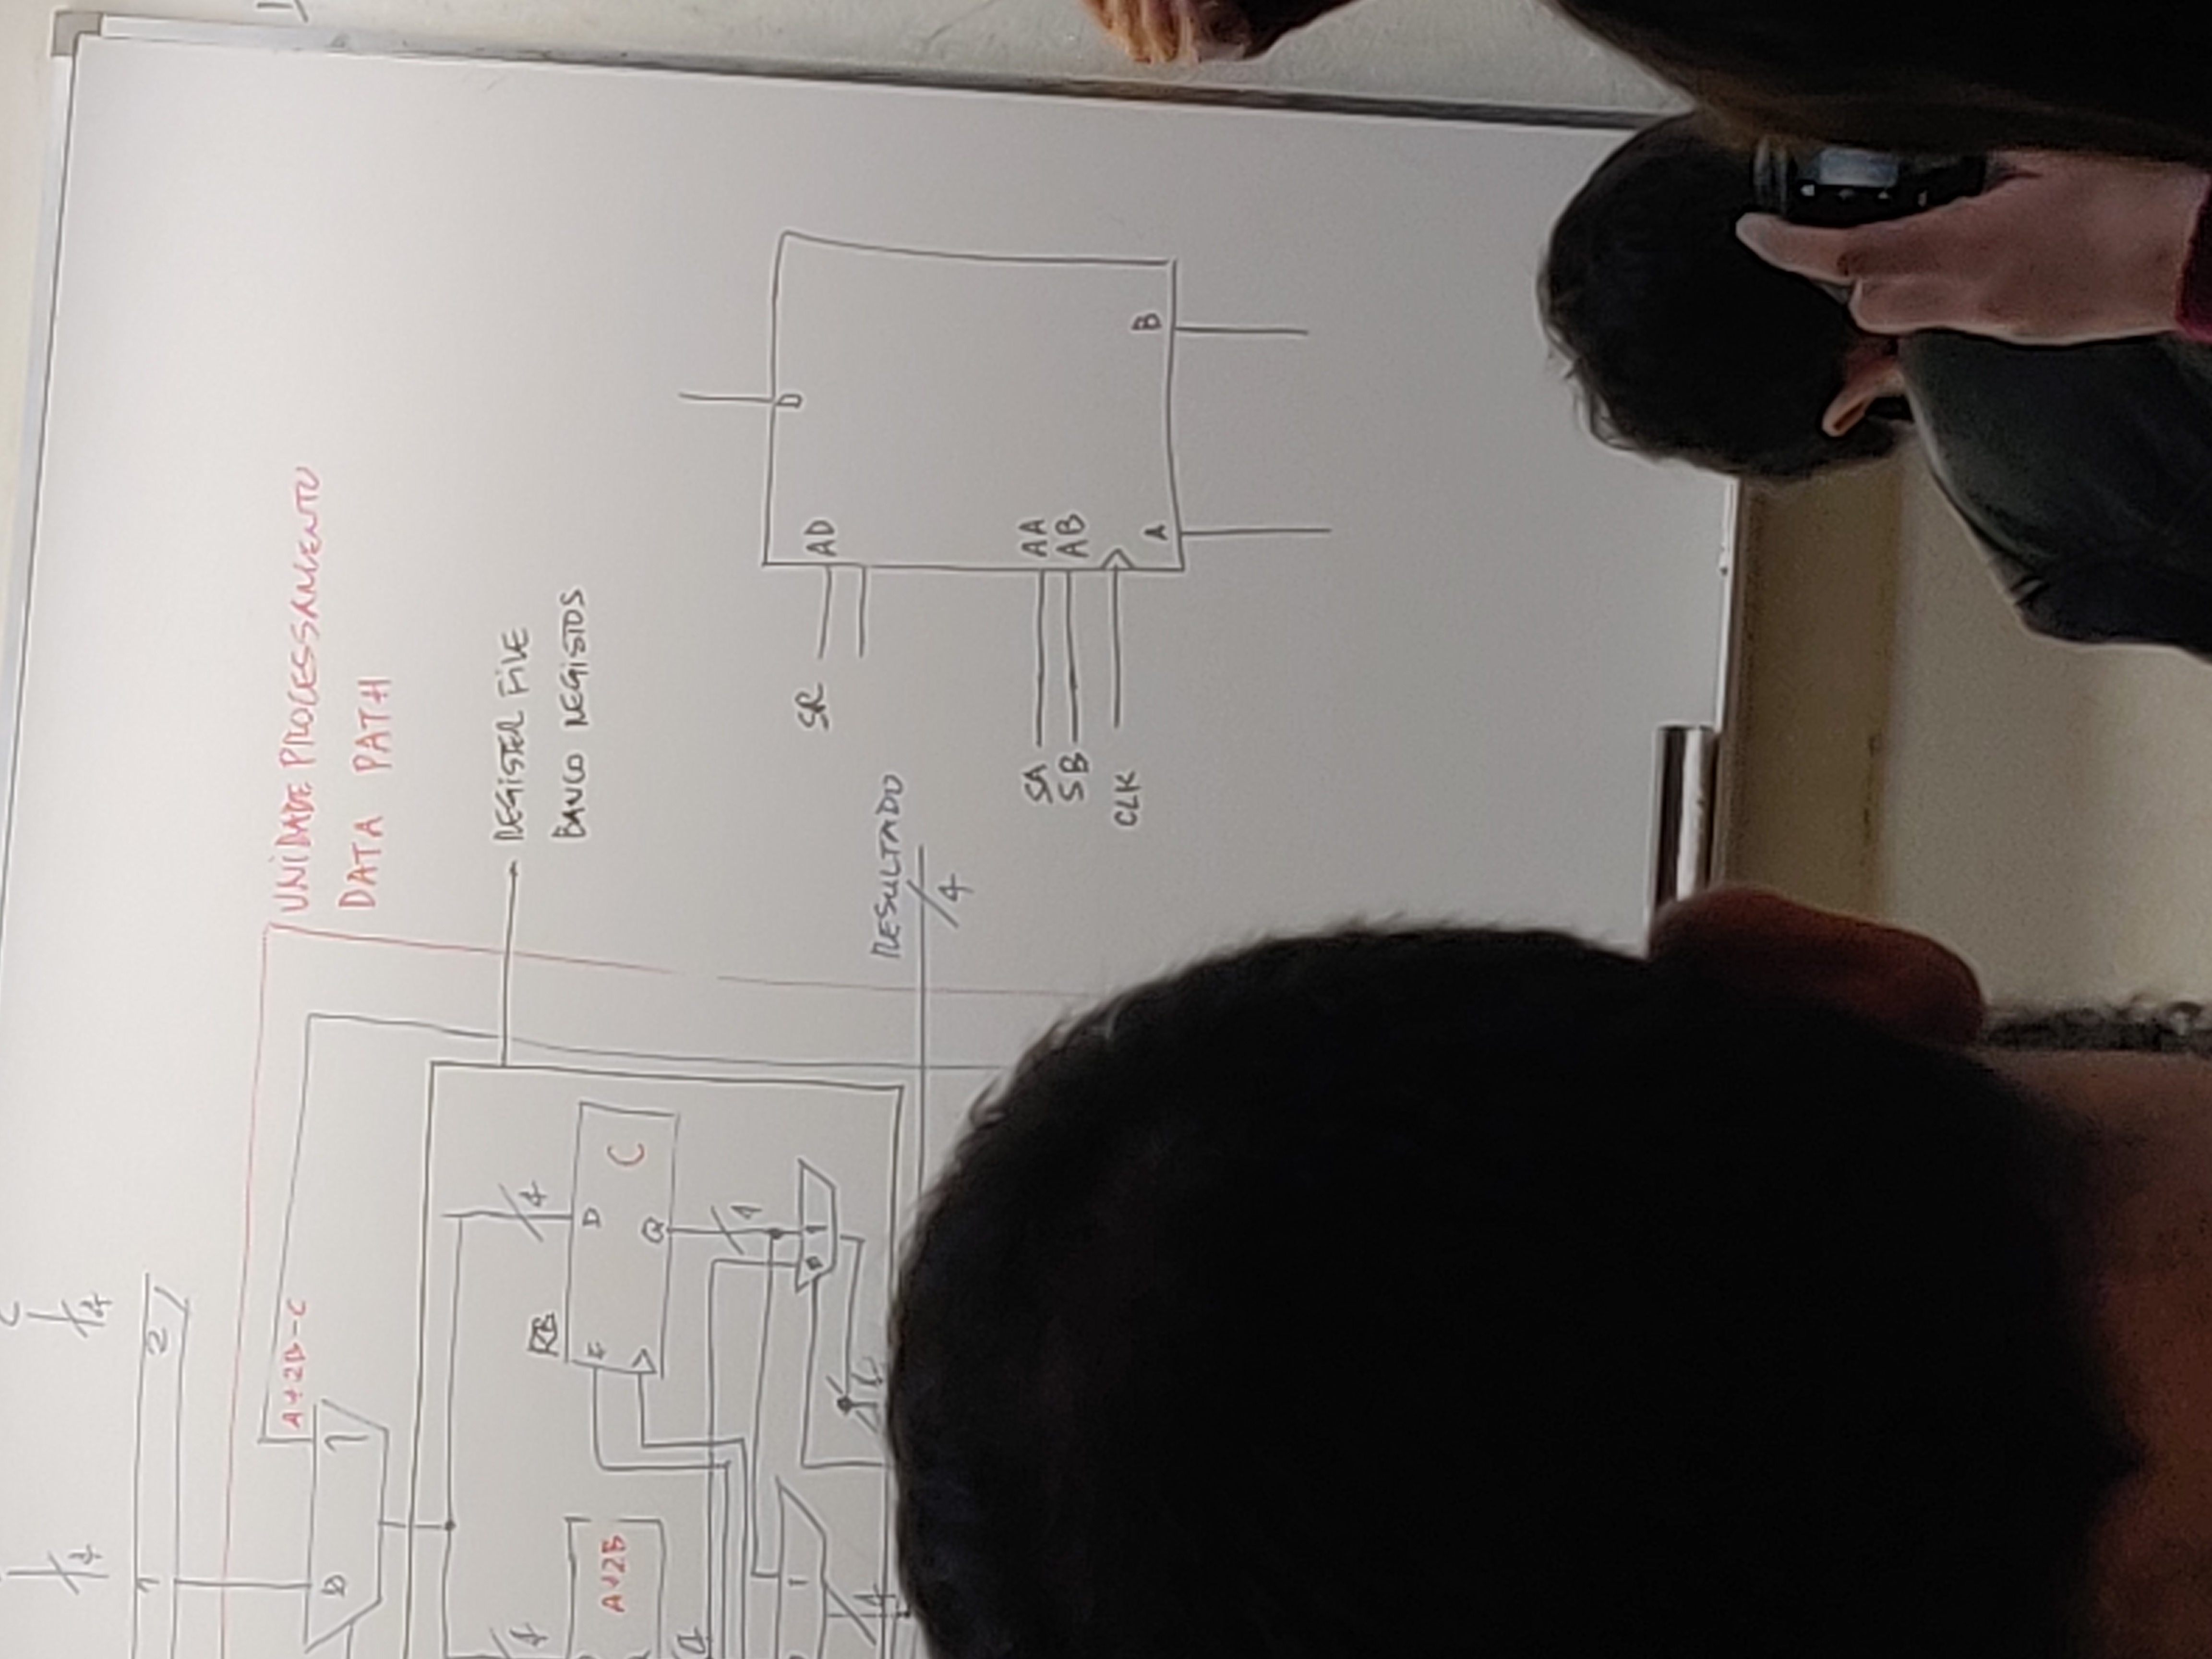 C
4
4
1
2
A+2B-C
0 1
UNIDADE PROCESSAMENTO
DATA PATH
REGISTER FILE
BANCO REGISTOS
4
4
RB
A+2B
E D
C
Q
4
4
1
0 1
4
RESULTADO
4
D
SR AD
SA AA
SB AB
CLK
A B